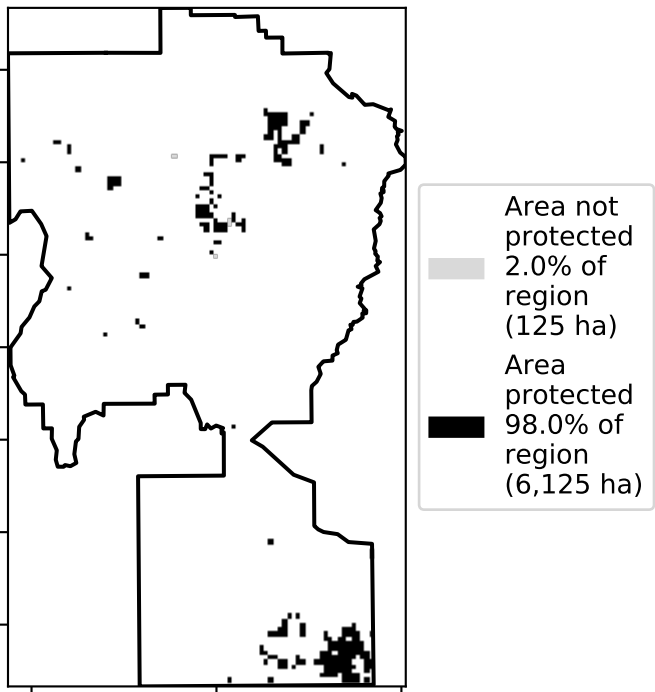 Area not
protected
2.0% of
region
(125 ha)
Area
protected
98.0% of
region
(6,125 ha)